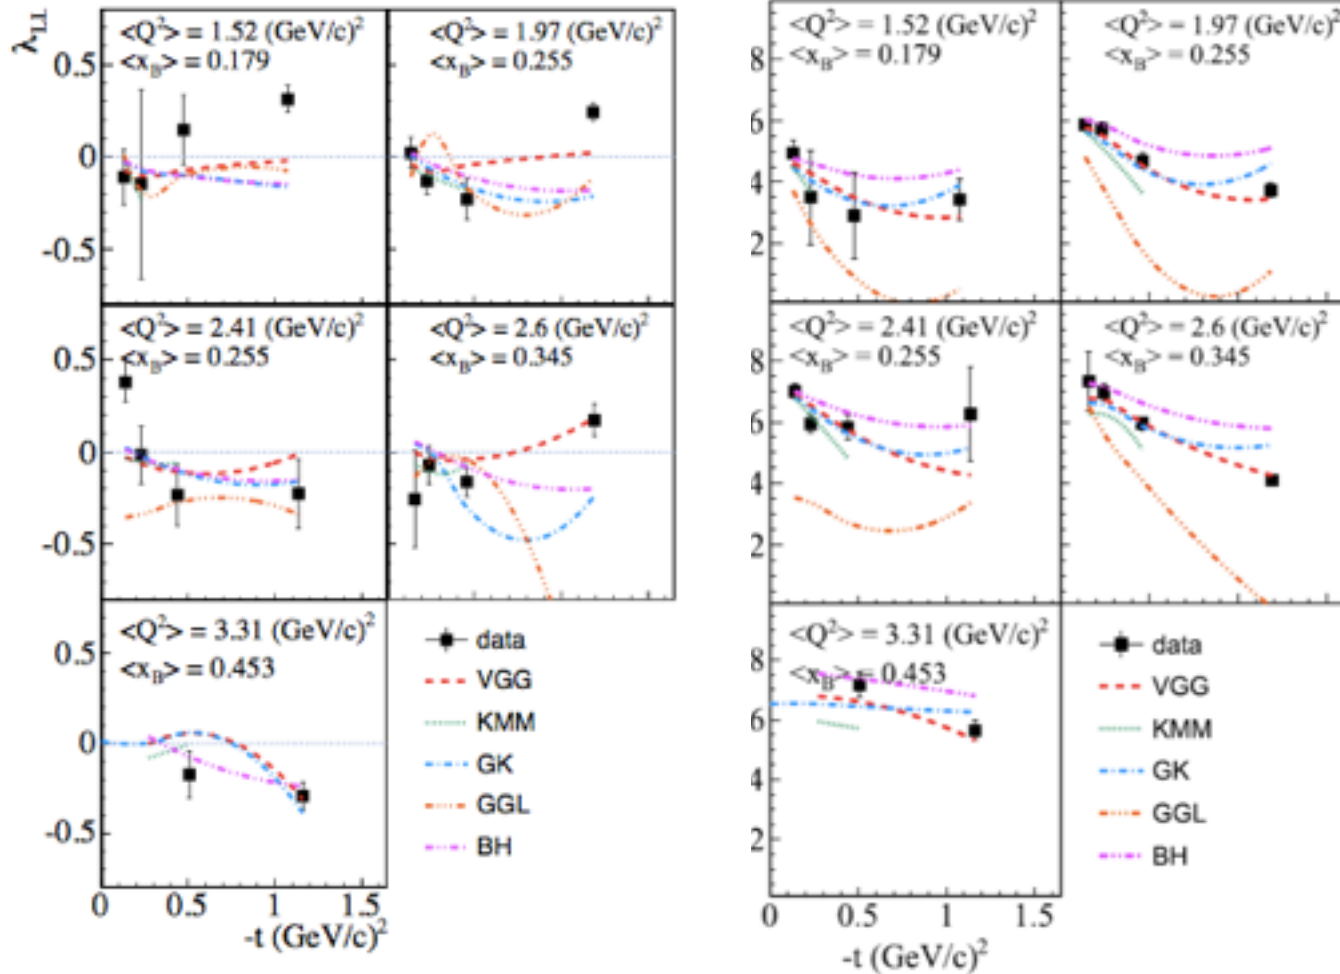 λLL
<Q²> = 1.52 (GeV/c)²
<xB> = 0.179
<Q²> = 1.97 (GeV/c)²
<xB> = 0.255
0.5
0
-0.5
<Q²> = 2.41 (GeV/c)²
<xB> = 0.255
<Q²> = 2.6 (GeV/c)²
<xB> = 0.345
0.5
0
-0.5
<Q²> = 3.31 (GeV/c)²
<xB> = 0.453
0.5
0
-0.5
data
VGG
KMM
GK
GGL
BH
0 0.5 1 1.5
-t (GeV/c)²
<Q²> = 1.52 (GeV/c)²
<xB> = 0.179
<Q²> = 1.97 (GeV/c)²
<xB> = 0.255
8
6
4
2
<Q²> = 2.41 (GeV/c)²
<xB> = 0.255
<Q²> = 2.6 (GeV/c)²
<xB> = 0.345
8
6
4
2
<Q²> = 3.31 (GeV/c)²
<xB> = 0.453
8
6
4
2
data
VGG
KMM
GK
GGL
BH
0 0.5 1 1.5
-t (GeV/c)²